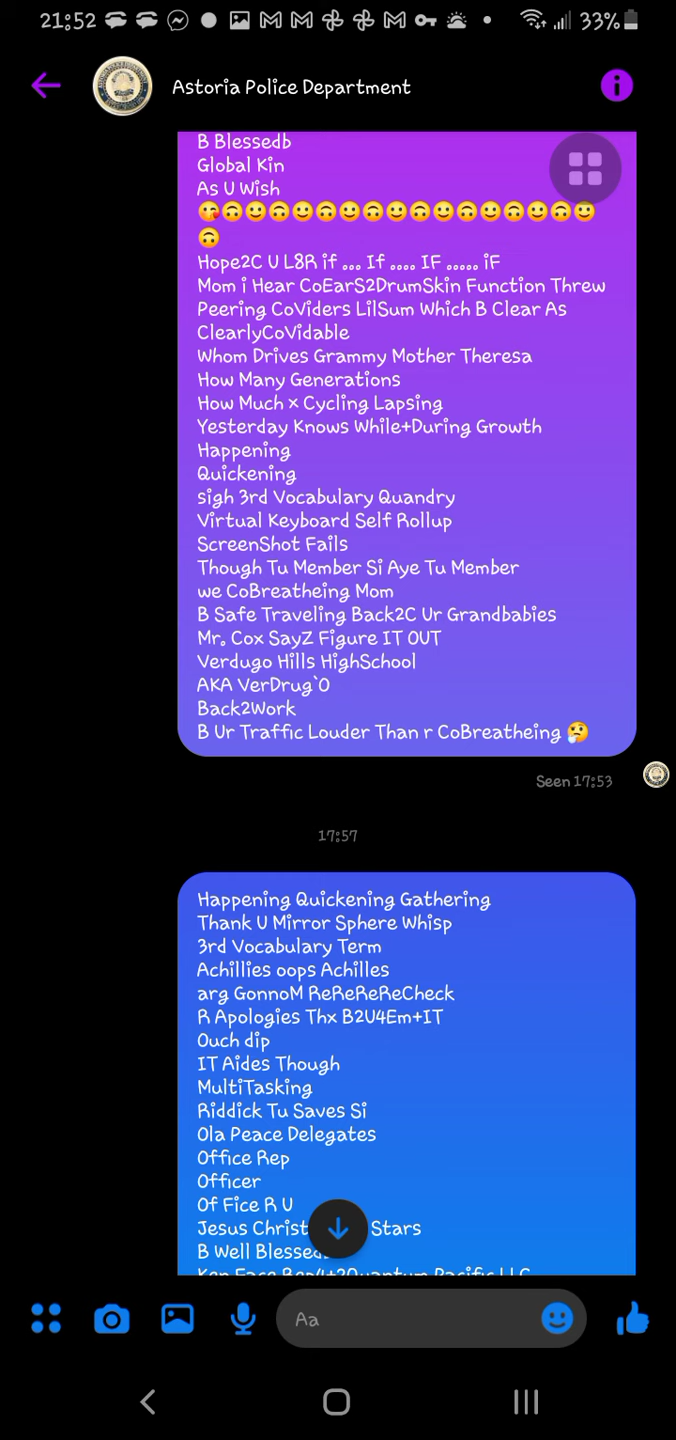 21:52
33%
Astoria Police Department
B Blessedb
Global Kin
As U Wish
😘🙃🙂🙃🙂🙃🙂🙃🙂🙃🙂🙃🙂🙃🙂🙃🙂
🙃
Hope2C U L8R if .... If .... IF ..... iF
Mom i Hear CoEarS2DrumSkin Function Threw
Peering CoViders LilSum Which B Clear As
ClearlyCoVidable
Whom Drives Grammy Mother Theresa
How Many Generations
How Much × Cycling Lapsing
Yesterday Knows While+During Growth
Happening
Quickening
sigh 3rd Vocabulary Quandry
Virtual Keyboard Self Rollup
ScreenShot Fails
Though Tu Member Si Aye Tu Member
we CoBreatheing Mom
B Safe Traveling Back2C Ur Grandbabies
Mr. Cox SayZ Figure IT OUT
Verdugo Hills HighSchool
AKA VerDrug`O
Back2Work
B Ur Traffic Louder Than r CoBreatheing 🤔
Seen 17:53
17:57
Happening Quickening Gathering
Thank U Mirror Sphere Whisp
3rd Vocabulary Term
Achillies oops Achilles
arg GonnoM ReReReReCheck
R Apologies Thx B2U4Em+IT
Ouch dip
IT Aides Though
MultiTasking
Riddick Tu Saves Si
Ola Peace Delegates
Office Rep
Officer
Of Fice R U
Jesus Christ Stars
B Well Blessed
Aa